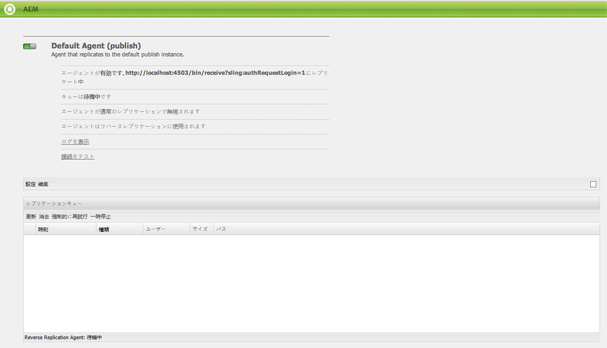 AEM
Default Agent (publish)
Agent that replicates to the default publish instance.
エージェントが有効です, http://localhost:4503/bin/receive?sling:authRequestLogin=1 にレプリ
ケート中
キューは待機中です
エージェントが通常のレプリケーションで無視されます
エージェントはリバースレプリケーションに使用されます
ログを表示
接続をテスト
設定 編集
レプリケーションキュー
更新 消去 強制的に再試行 一時停止
時刻 種類 ユーザー サイズ パス
Reverse Replication Agent: 待機中